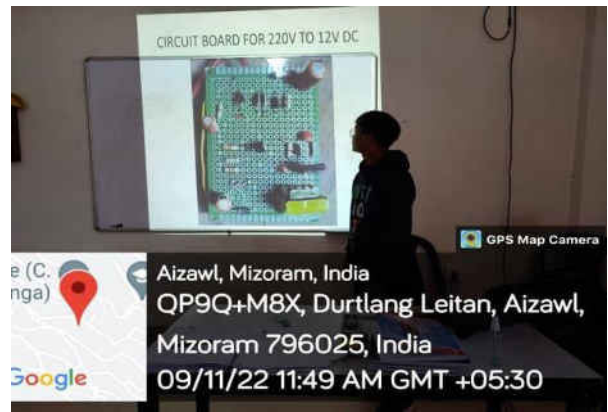 CIRCUIT BOARD FOR 220V TO 12V DC
GPS Map Camera
e (C.
nga)
Google
Aizawl, Mizoram, India
QP9Q+M8X, Durtlang Leitan, Aizawl,
Mizoram 796025, India
09/11/22 11:49 AM GMT +05:30